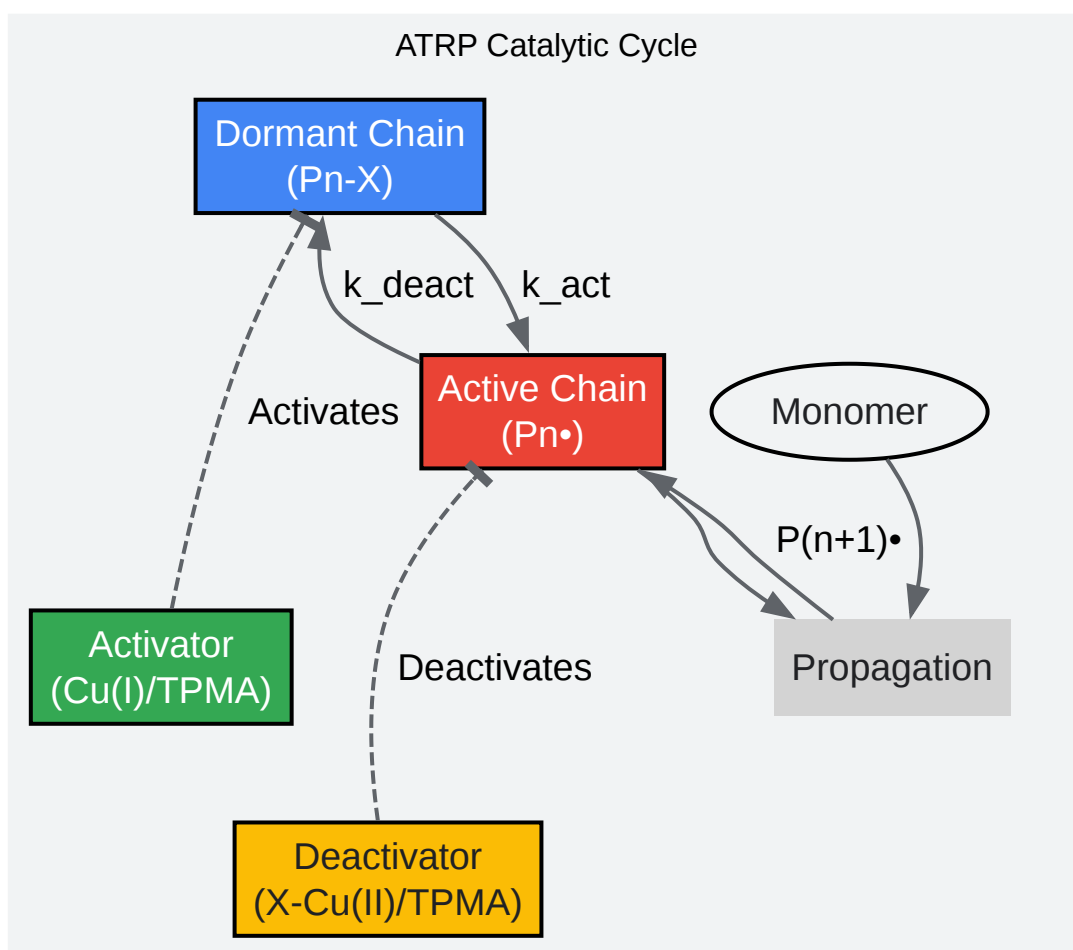 ATRP Catalytic Cycle
Dormant Chain
(Pn-X)
k_deact
k_act
Active Chain
(Pn•)
Activates
Monomer
P(n+1)•
Activator
(Cu(I)/TPMA)
Deactivates
Propagation
Deactivator
(X-Cu(II)/TPMA)